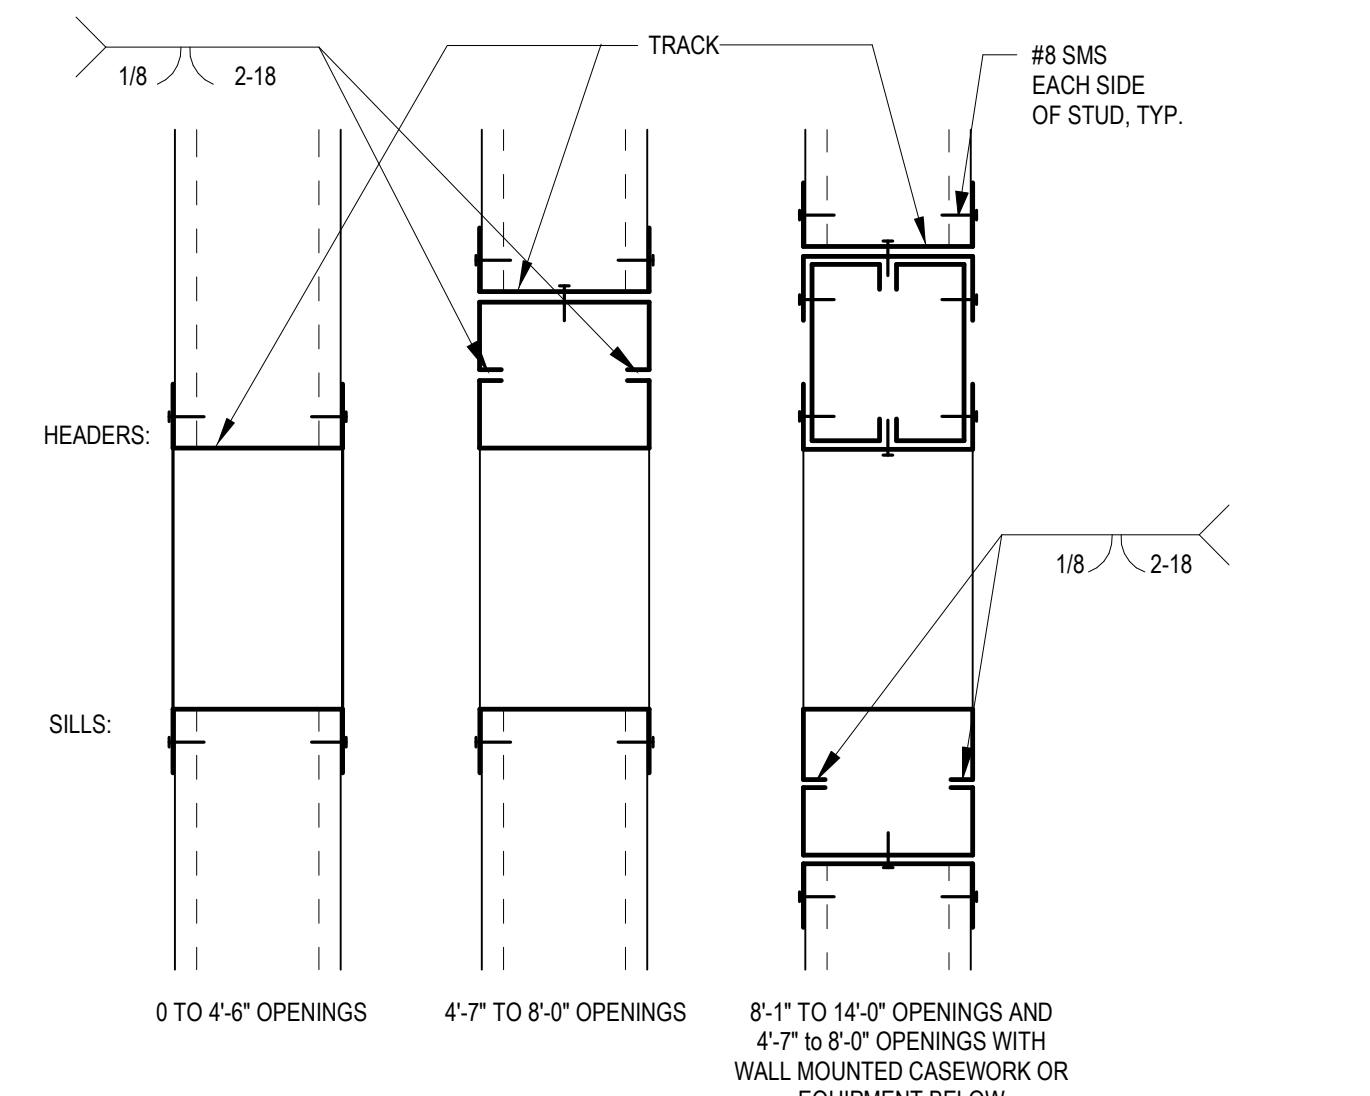 1/8 2-18
TRACK
#8 SMS
EACH SIDE
OF STUD, TYP.
HEADERS:
1/8 2-18
SILLS:
0 TO 4'-6" OPENINGS
4'-7" TO 8'-0" OPENINGS
8'-1" TO 14'-0" OPENINGS AND
4'-7" to 8'-0" OPENINGS WITH
WALL MOUNTED CASEWORK OR
EQUIPMENT BELOW